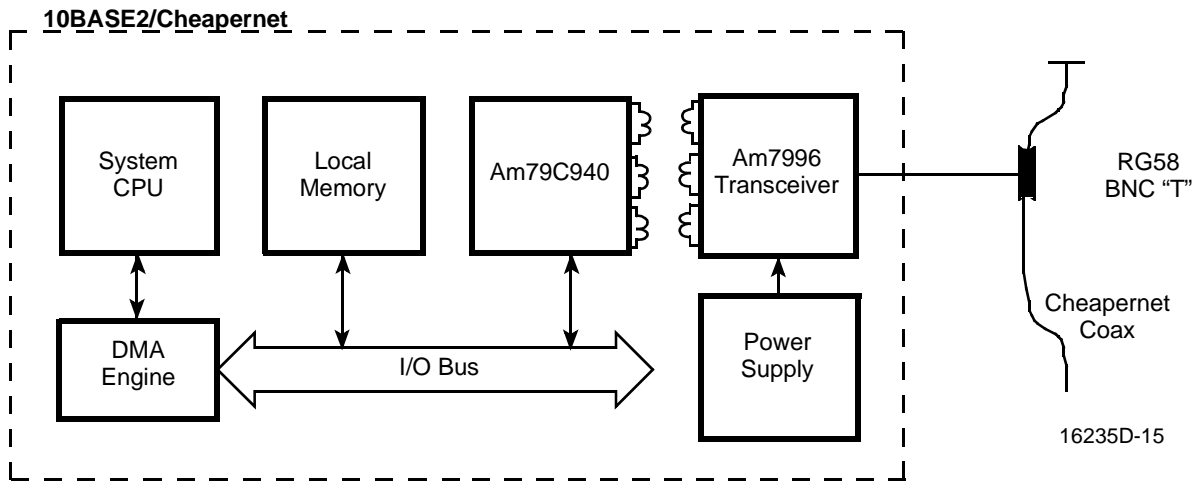 10BASE2/Cheapernet
System
CPU
Local
Memory
Am79C940
Am7996
Transceiver
RG58
BNC “T”
DMA
Engine
I/O Bus
Power
Supply
Cheapernet
Coax
16235D-15